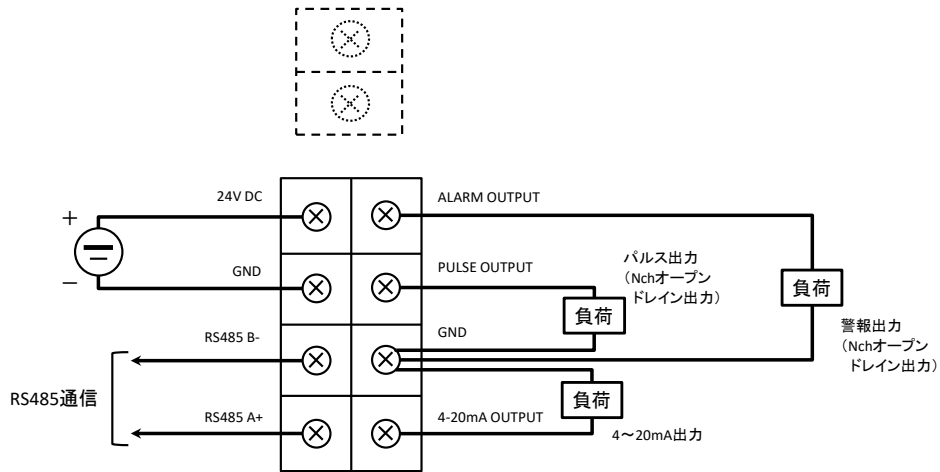 24V DC
ALARM OUTPUT
+
−
GND
PULSE OUTPUT
パルス出力
（Nchオープン
ドレイン出力）
負荷
負荷
RS485 B-
GND
警報出力
（Nchオープン
ドレイン出力）
RS485通信
RS485 A+
4-20mA OUTPUT
負荷
4～20mA出力